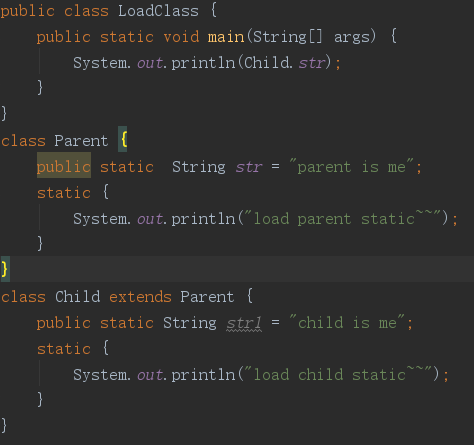 public class LoadClass {
    public static void main(String[] args) {
        System.out.println(Child.str);
    }
}
class Parent {
    public static  String str = "parent is me";
    static {
        System.out.println("load parent static~~");
    }
}
class Child extends Parent {
    public static String str1 = "child is me";
    static {
        System.out.println("load child static~~");
    }
}